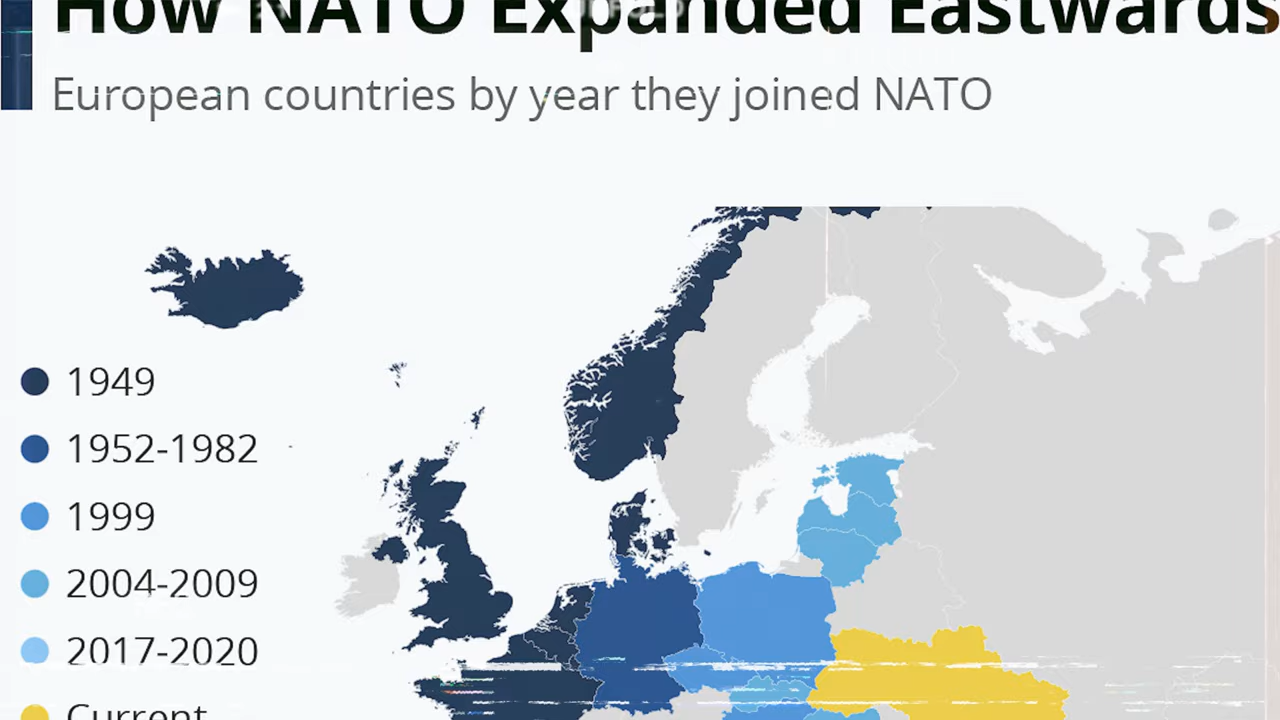 How NATO Expanded Eastwards
European countries by year they joined NATO
1949
1952-1982
1999
2004-2009
2017-2020
Current